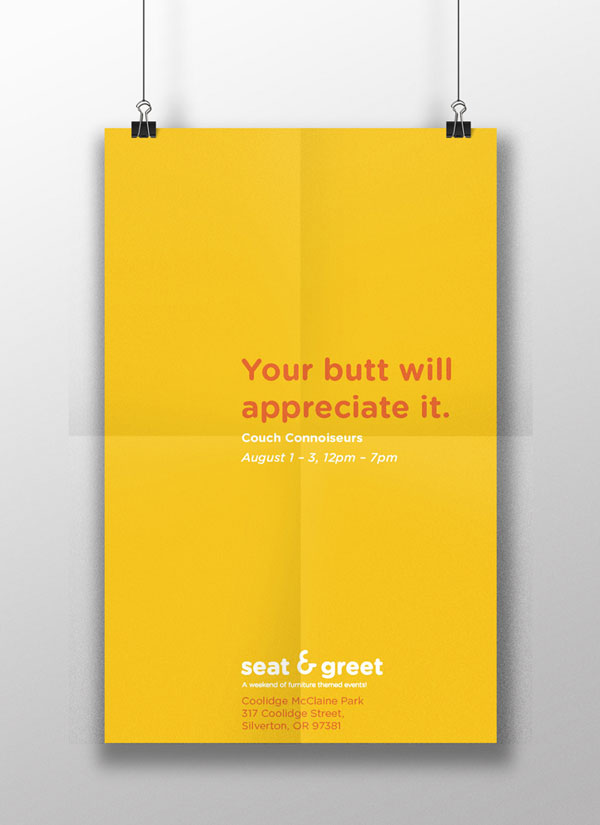 Your butt will
appreciate it.
Couch Connoiseurs
August 1 – 3, 12pm – 7pm
seat & greet
A weekend of furniture themed events!
Coolidge McClaine Park
317 Coolidge Street,
Silverton, OR 97381